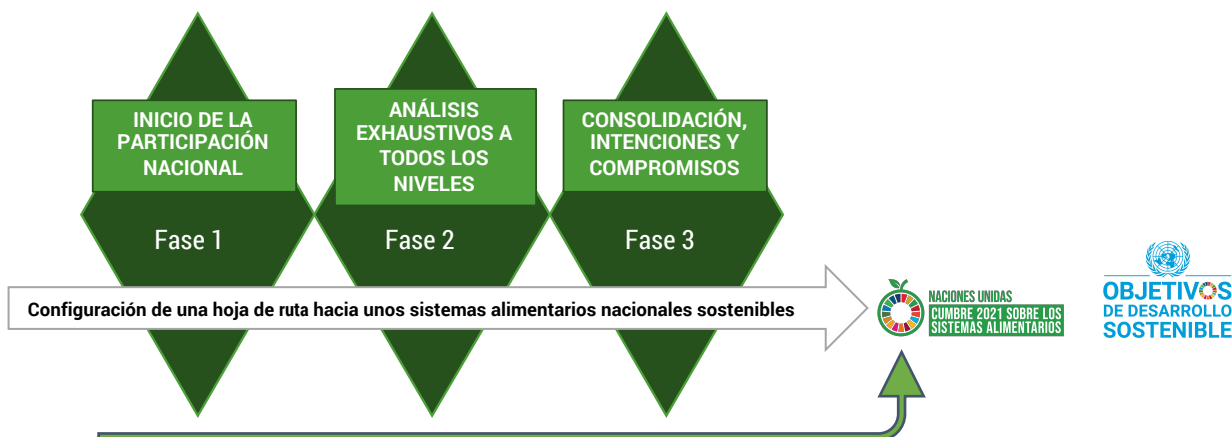 INICIO DE LA
PARTICIPACIÓN
NACIONAL
ANÁLISIS
EXHAUSTIVOS A
TODOS LOS
NIVELES
CONSOLIDACIÓN,
INTENCIONES Y
COMPROMISOS
Fase 1
Fase 2
Fase 3
Configuración de una hoja de ruta hacia unos sistemas alimentarios nacionales sostenibles
NACIONES UNIDAS
CUMBRE 2021 SOBRE LOS
SISTEMAS ALIMENTARIOS
OBJETIVOS
DE DESARROLLO
SOSTENIBLE